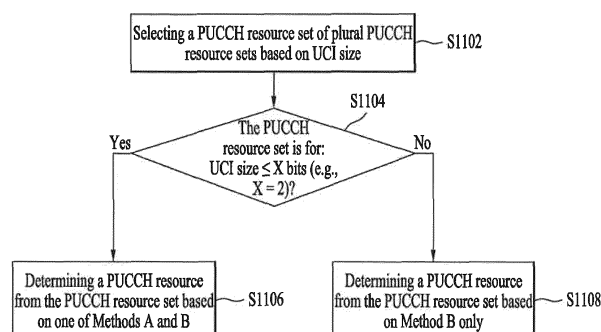 Selecting a PUCCH resource set of plural PUCCH
resource sets based on UCI size
S1102
S1104
The PUCCH
resource set is for:
UCI size ≤ X bits (e.g.,
X = 2)?
Yes
No
Determining a PUCCH resource
from the PUCCH resource set based
on one of Methods A and B
S1106
Determining a PUCCH resource
from the PUCCH resource set based
on Method B only
S1108